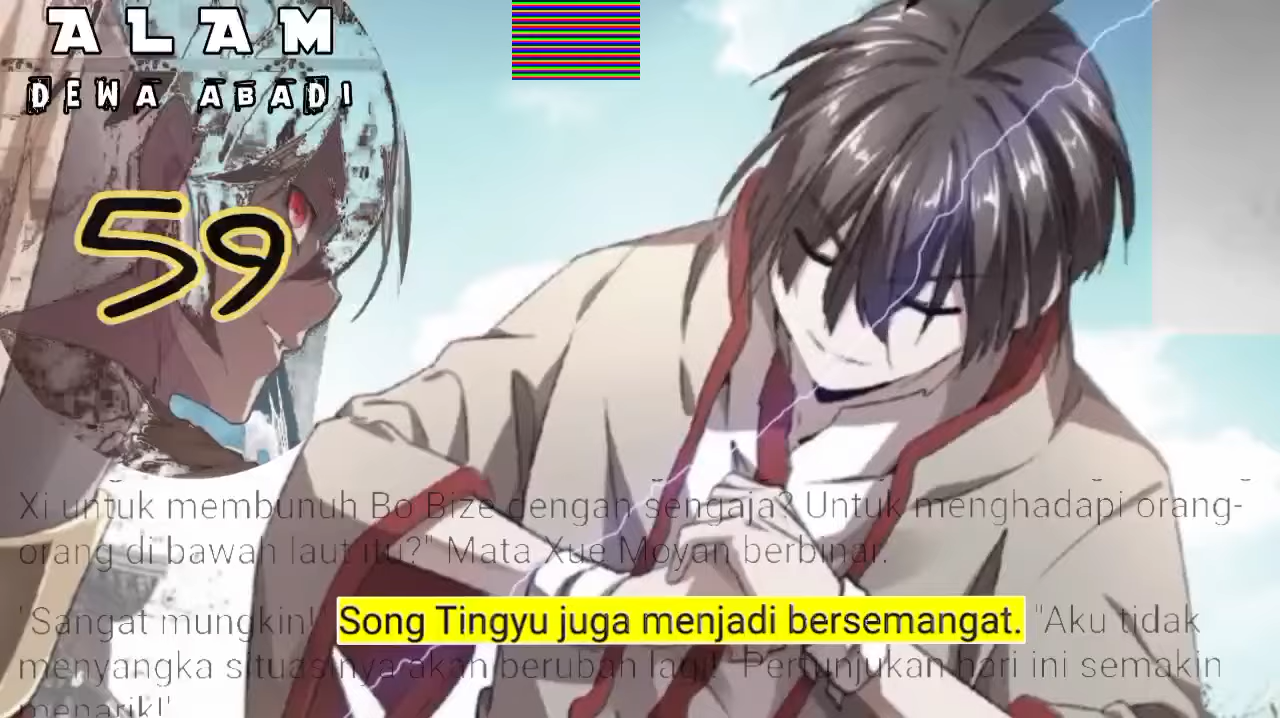 ALAM
DEWA ABADI
59
Xi untuk membunuh Bo Bize dengan sengaja? Untuk menghadapi orang-
orang di bawah laut itu?" Mata Xue Moyan berbinar.
"Sangat mungkin!" Song Tingyu juga menjadi bersemangat. "Aku tidak
menyangka situasinya akan berubah lagi! "Pertunjukan hari ini semakin
menarik!"